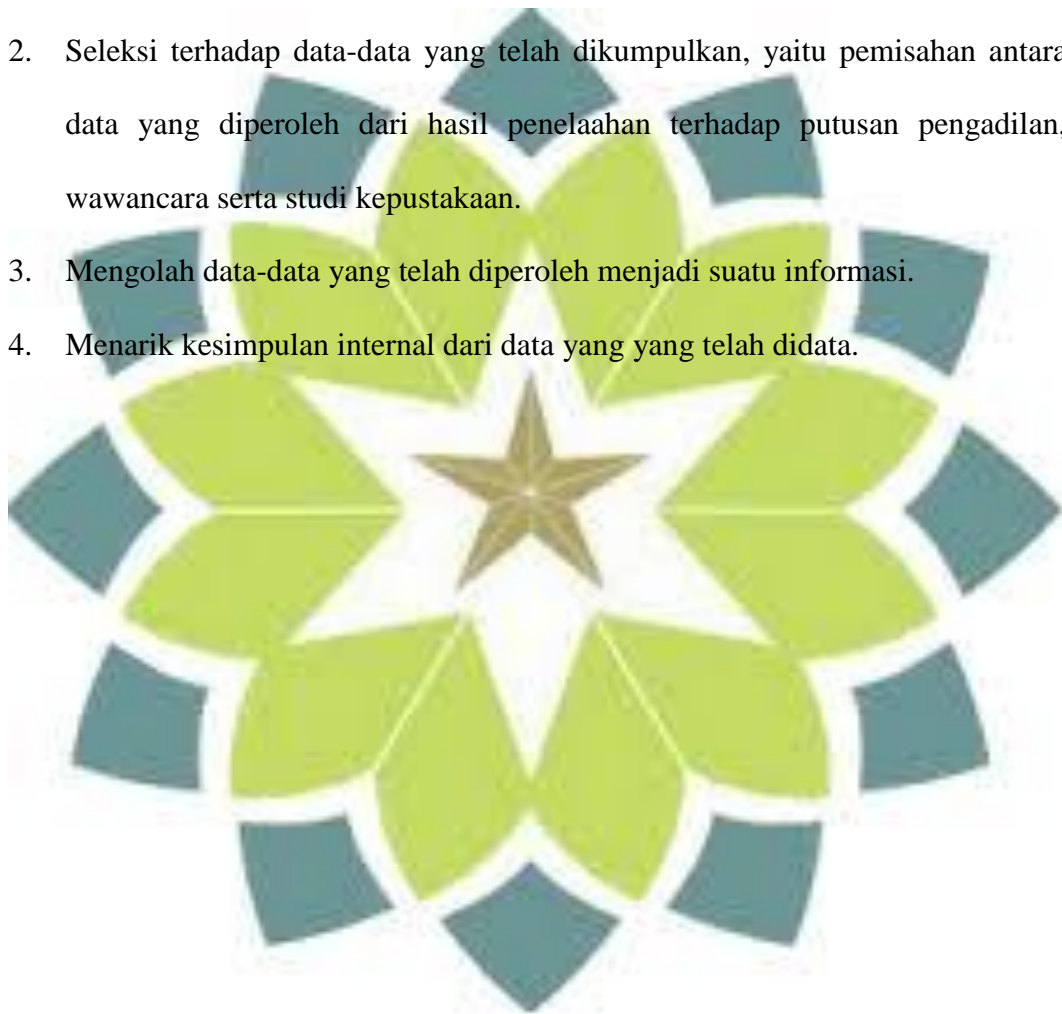 2. Seleksi terhadap data-data yang telah dikumpulkan, yaitu pemisahan antara
data yang diperoleh dari hasil penelaahan terhadap putusan pengadilan,
wawancara serta studi kepustakaan.
3. Mengolah data-data yang telah diperoleh menjadi suatu informasi.
4. Menarik kesimpulan internal dari data yang yang telah didata.